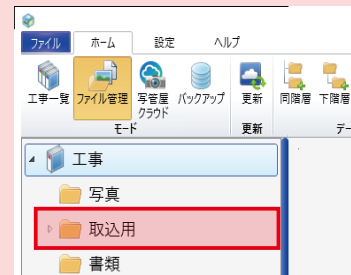 ファイル ホーム 設定 ヘルプ
工事一覧 ファイル管理 写管屋クラウド バックアップ 更新 同階層 下階層
モード 更新 デー
工事
写真
取込用
書類